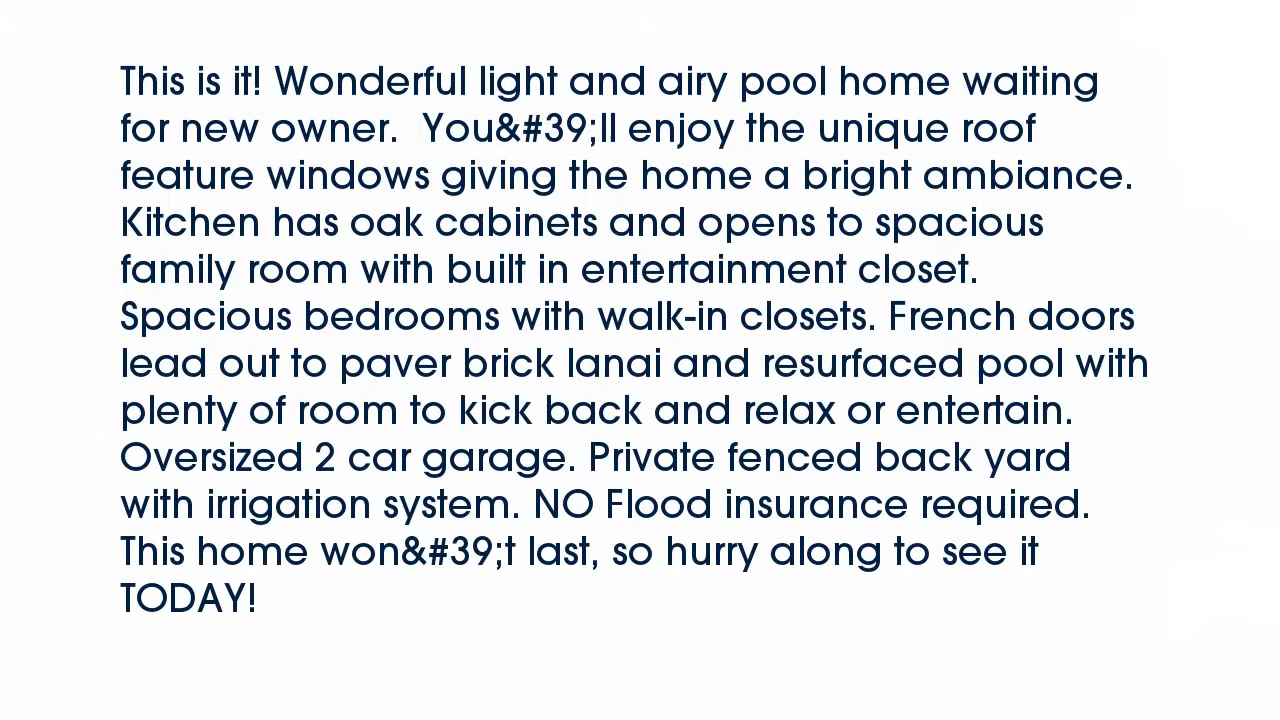 This is it! Wonderful light and airy pool home waiting
for new owner.  You&#39;ll enjoy the unique roof
feature windows giving the home a bright ambiance.
Kitchen has oak cabinets and opens to spacious
family room with built in entertainment closet.
Spacious bedrooms with walk-in closets. French doors
lead out to paver brick lanai and resurfaced pool with
plenty of room to kick back and relax or entertain.
Oversized 2 car garage. Private fenced back yard
with irrigation system. NO Flood insurance required.
This home won&#39;t last, so hurry along to see it
TODAY!